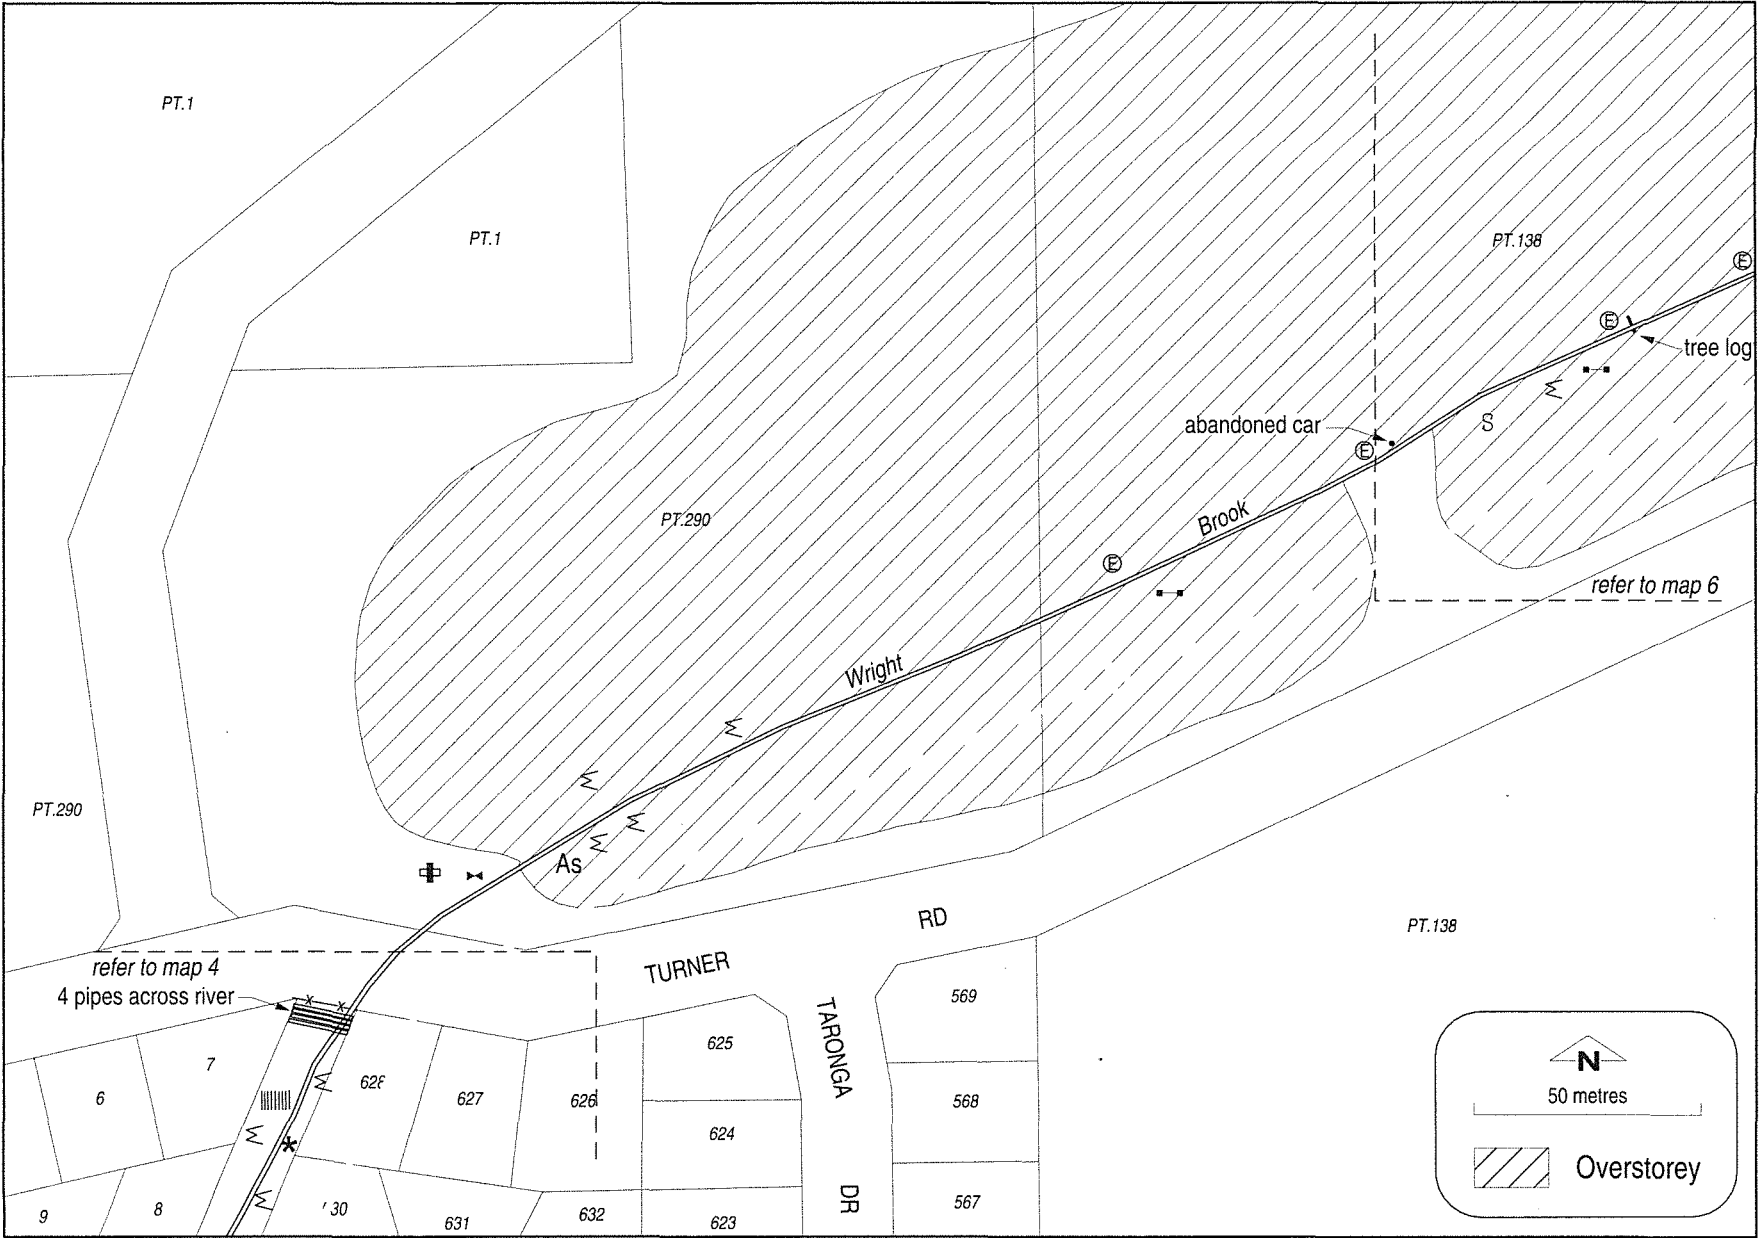 PT.1
PT.1
PT.138
E
E
tree log
W
S
abandoned car
E
Brook
PT.290
E
refer to map 6
Wright
W
W
W
W
As
PT.290
RD
PT.138
TURNER
refer to map 4
4 pipes across river
x x
TARONGA
DR
569
625
7
628
627
626
6
568
624
W
W
W
9
8
30
631
632
623
567
N
50 metres
Overstorey